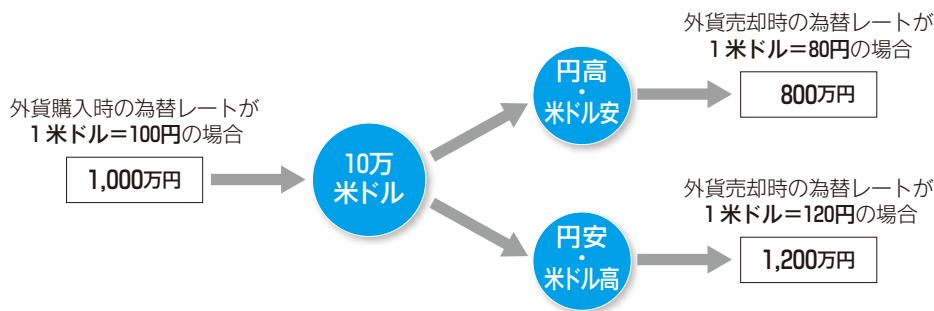 外貨購入時の為替レートが
1米ドル＝100円の場合
1,000万円
10万
米ドル
円高
・
米ドル安
外貨売却時の為替レートが
1米ドル＝80円の場合
800万円
円安
・
米ドル高
外貨売却時の為替レートが
1米ドル＝120円の場合
1,200万円